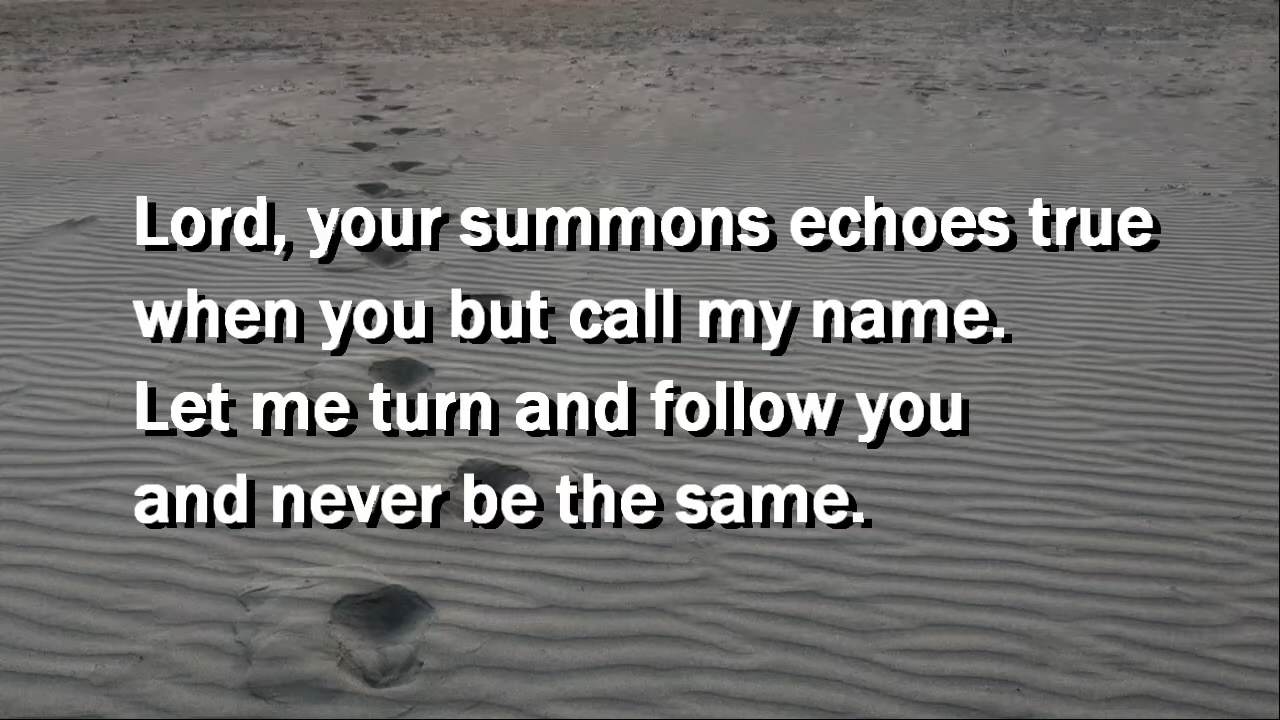 Lord, your summons echoes true
when you but call my name.
Let me turn and follow you
and never be the same.